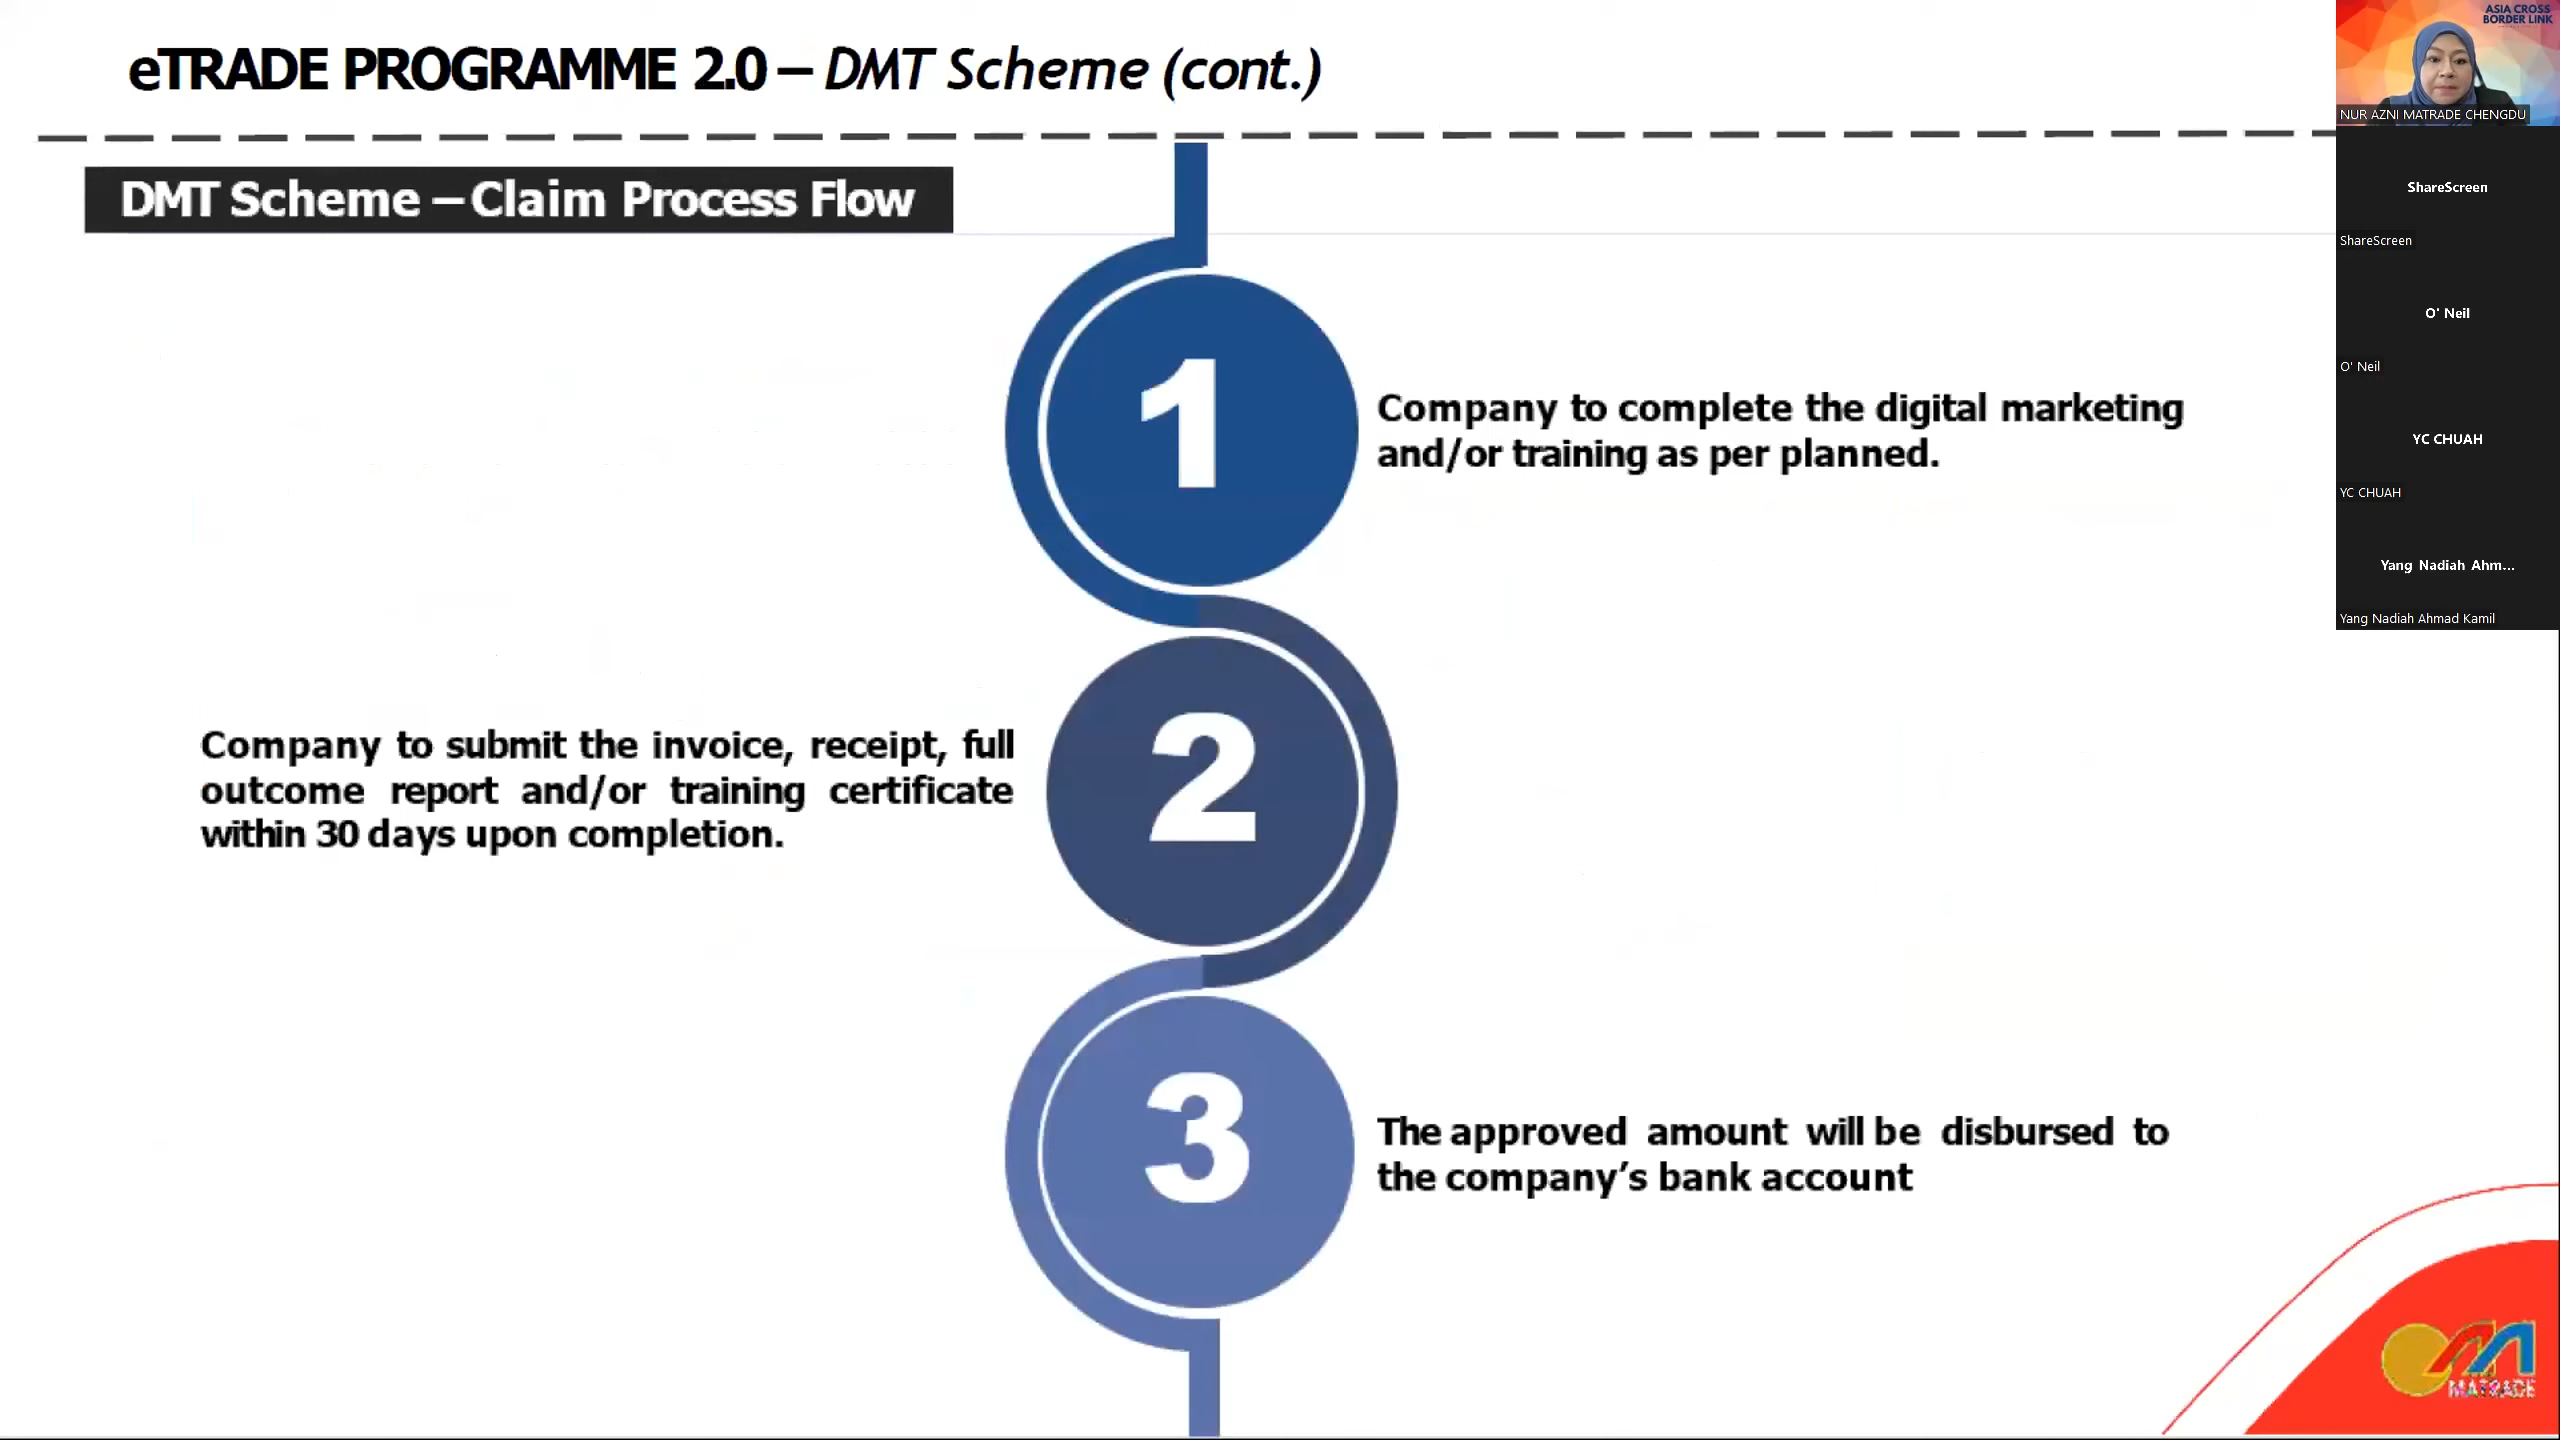 eTRADE PROGRAMME 2.0 – DMT Scheme (cont.)
DMT Scheme – Claim Process Flow
1
Company to complete the digital marketing
and/or training as per planned.
2
Company to submit the invoice, receipt, full
outcome report and/or training certificate
within 30 days upon completion.
3
The approved amount will be disbursed to
the company’s bank account
MATRADE
ASIA CROSS
BORDER LINK
NUR AZNI MATRADE CHENGDU
ShareScreen
ShareScreen
O' Neil
O' Neil
YC CHUAH
YC CHUAH
Yang Nadiah Ahm...
Yang Nadiah Ahmad Kamil